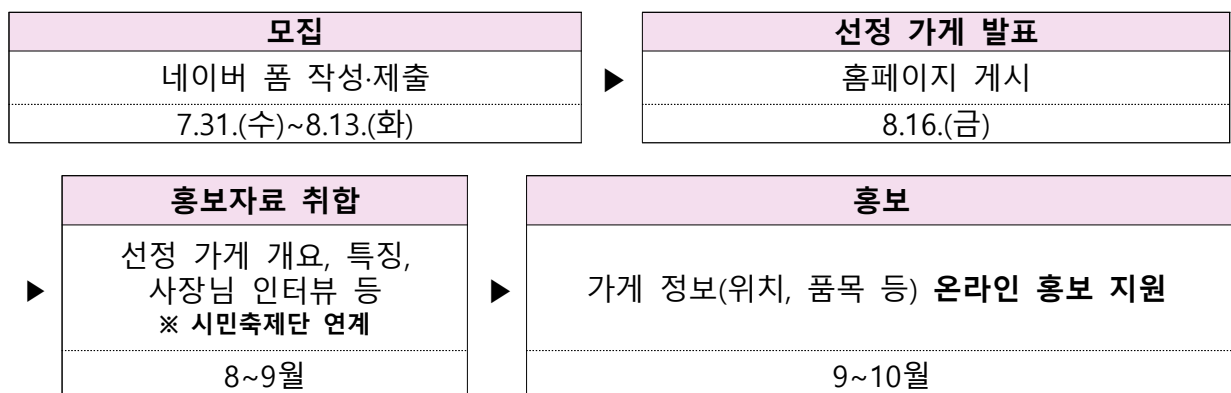 모집
네이버 폼 작성·제출
7.31.(수)~8.13.(화)
▶
선정 가게 발표
홈페이지 게시
8.16.(금)
▶
홍보자료 취합
선정 가게 개요, 특징,
사장님 인터뷰 등
※ 시민축제단 연계
8~9월
▶
홍보
가게 정보(위치, 품목 등) 온라인 홍보 지원
9~10월